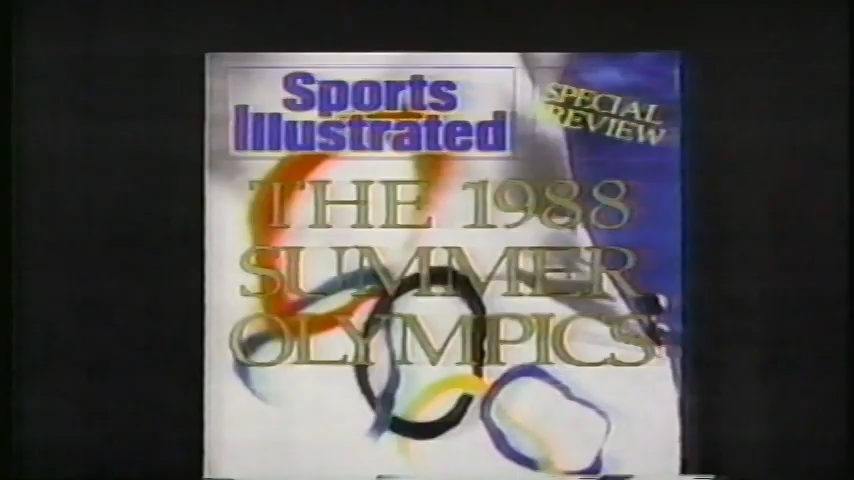 Sports
Illustrated
SPECIAL
REVIEW
THE 1988
SUMMER
OLYMPICS